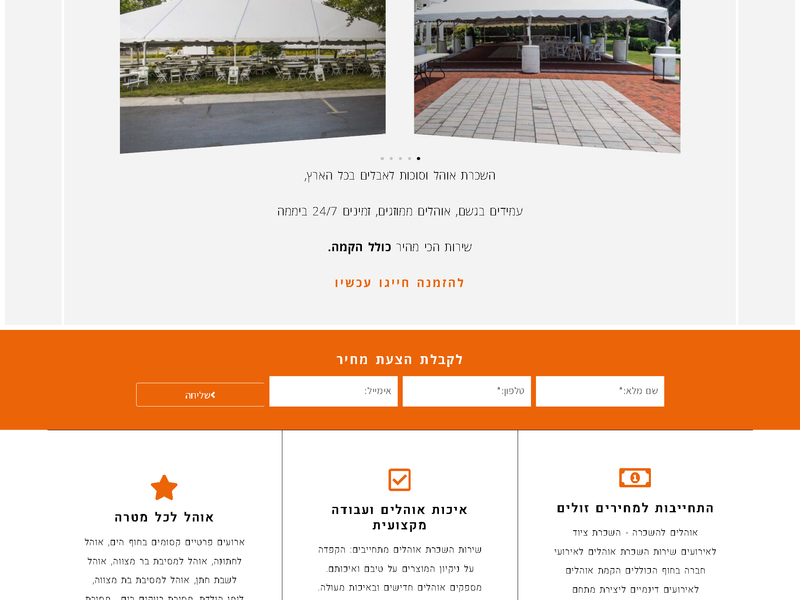 השכרת אוהל וסוכות לאבלים בכל הארץ,
עמידים בגשם, אוהלים ממוזגים, זמינים 24/7 ביממה
שירות הכי מהיר כולל הקמה.
להזמנה חייגו עכשיו
לקבלת הצעת מחיר
שם מלא:*
טלפון:*
אימייל:
שליחה
התחייבות למחירים זולים
אוהלים להשכרה - השכרת ציוד
לאירועים שירות השכרת אוהלים לאירועי
חברה בחוף הכוללים הקמת אוהלים
לאירועים דינמיים ליצירת מתחם
איכות אוהלים ועבודה
מקצועית
שירות השכרת אוהלים מתחייבים: הקפדה
על ניקיון המוצרים על טיבם ואיכותם.
מספקים אוהלים חדישים ובאיכות מעולה.
אוהל לכל מטרה
ארועים פרטיים קסומים בחוף הים, אוהל
לחתונה, אוהל למסיבת בר מצווה, אוהל
לשבת חתן, אוהל למסיבת בת מצווה,